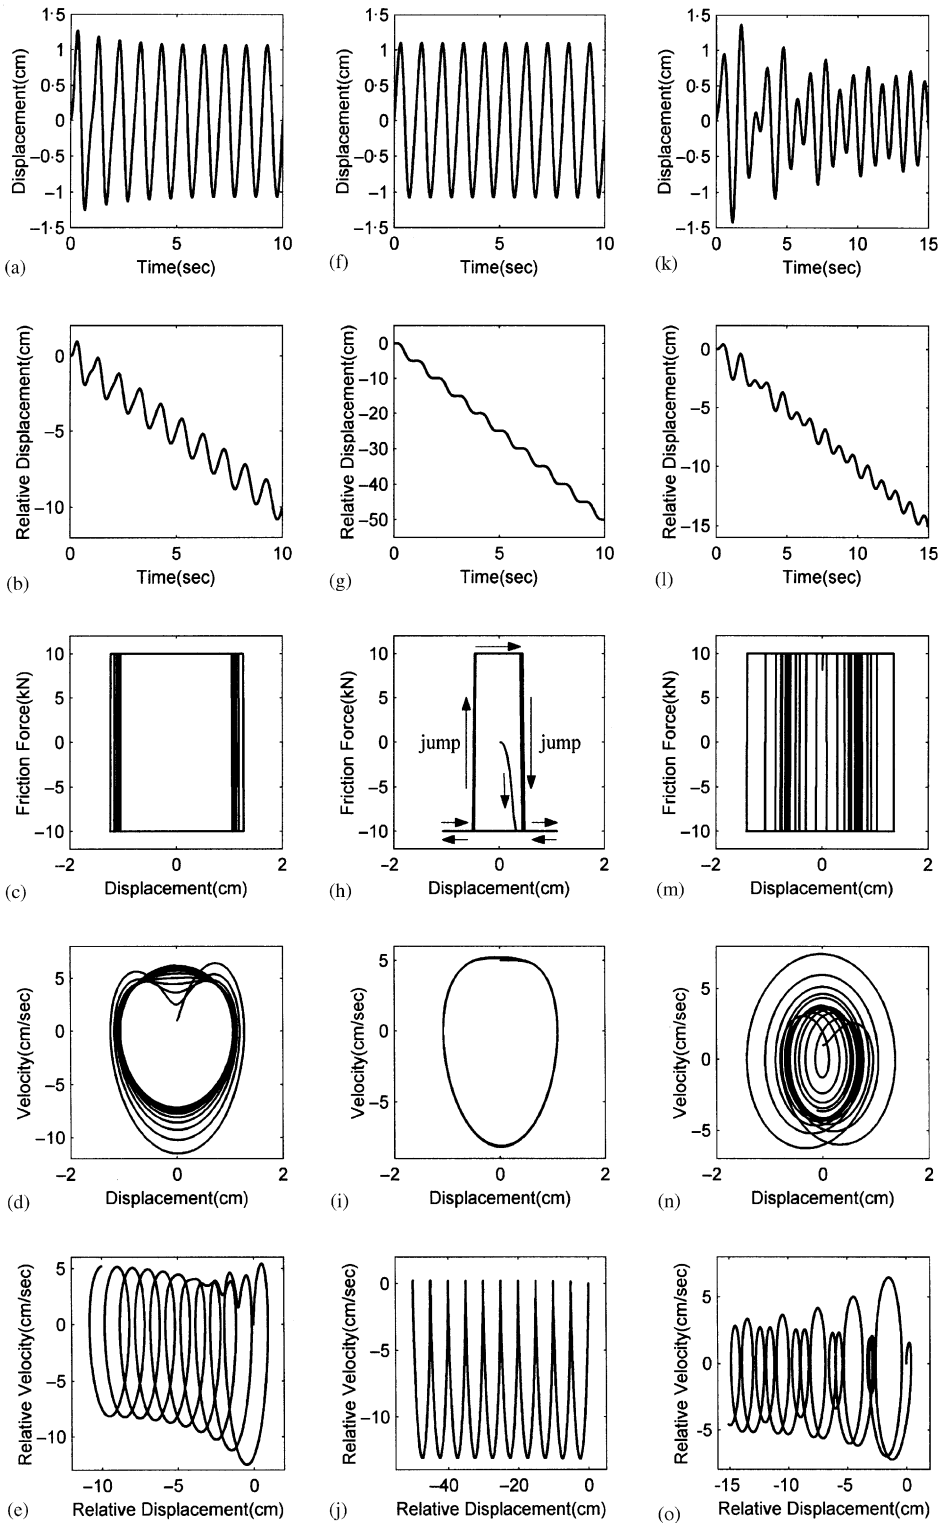 1·5
1
0·5
0
−0·5
−1
−1·5
Displacement(cm)
0 5 10
Time(sec)
(a)
1·5
1
0·5
0
−0·5
−1
−1·5
Displacement(cm)
0 5 10
Time(sec)
(f)
1·5
1
0·5
0
−0·5
−1
−1·5
Displacement(cm)
0 5 10 15
Time(sec)
(k)
0
−5
−10
Relative Displacement(cm)
0 5 10
Time(sec)
(b)
0
−10
−20
−30
−40
−50
Relative Displacement(cm)
0 5 10
Time(sec)
(g)
0
−5
−10
−15
Relative Displacement(cm)
0 5 10 15
Time(sec)
(l)
10
5
0
−5
−10
Friction Force(kN)
−2 0 2
Displacement(cm)
(c)
10
5
0
−5
−10
Friction Force(kN)
jump jump
−2 0 2
Displacement(cm)
(h)
10
5
0
−5
−10
Friction Force(kN)
−2 0 2
Displacement(cm)
(m)
5
0
−5
−10
Velocity(cm/sec)
−2 0 2
Displacement(cm)
(d)
5
0
−5
Velocity(cm/sec)
−2 0 2
Displacement(cm)
(i)
5
0
−5
Velocity(cm/sec)
−2 0 2
Displacement(cm)
(n)
5
0
−5
−10
Relative Velocity(cm/sec)
−10 −5 0
Relative Displacement(cm)
(e)
0
−5
−10
Relative Velocity(cm/sec)
−40 −20 0
Relative Displacement(cm)
(j)
5
0
-5
Relative Velocity(cm/sec)
-15 -10 -5 0
Relative Displacement(cm)
(o)